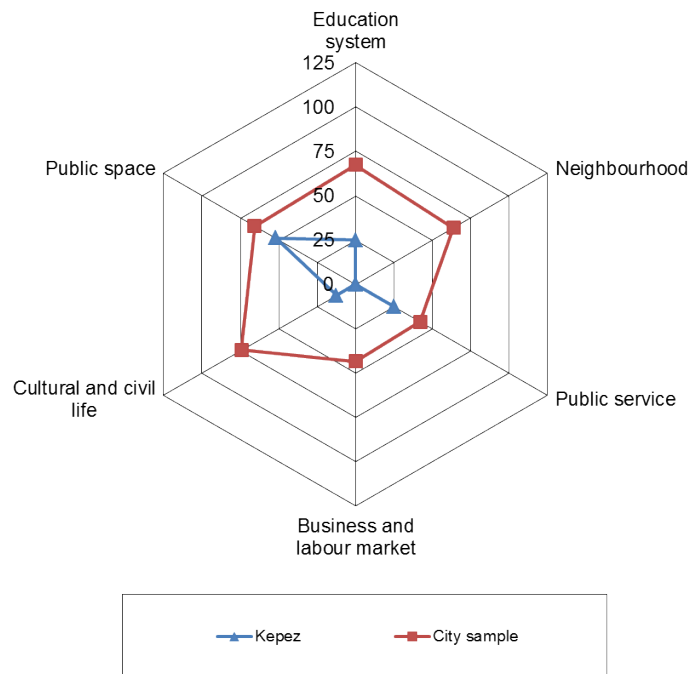 Education
system
125
100
75
50
25
0
Public space
Neighbourhood
Cultural and civil
life
Public service
Business and
labour market
Kepez
City sample